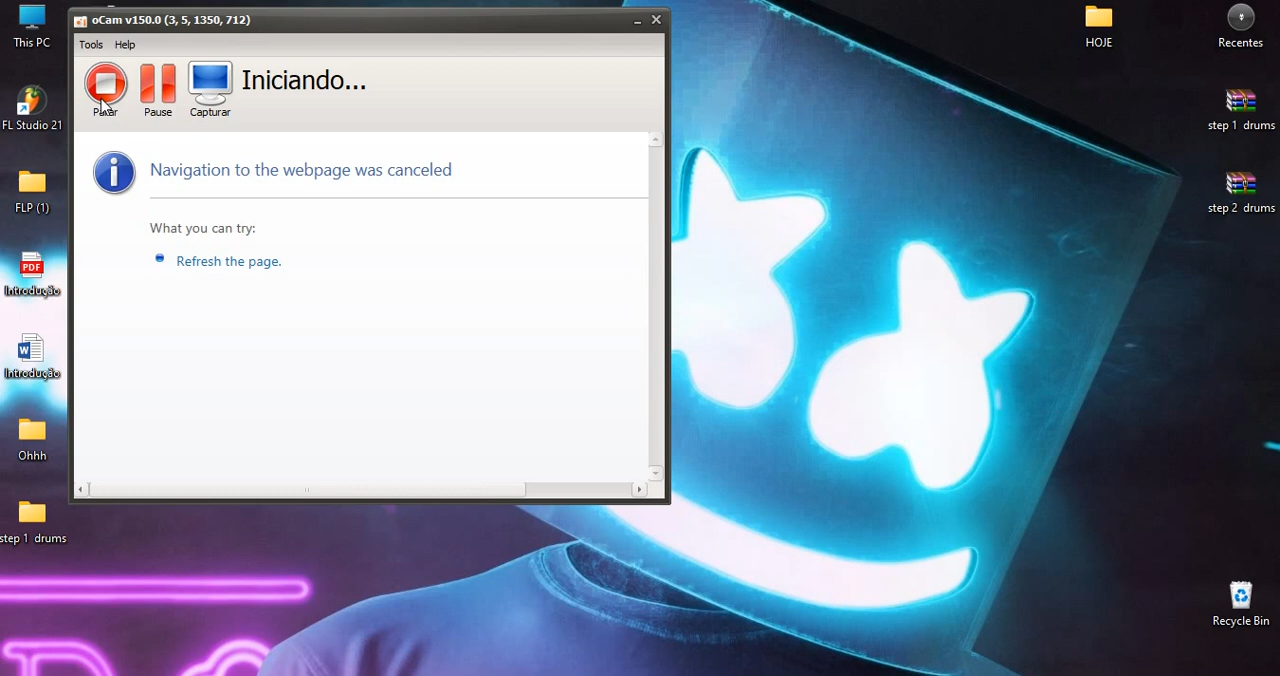 This PC
FL Studio 21
FLP (1)
PDF
Introdução
W
Introdução
Ohhh
step 1 drums
oCam v150.0 (3, 5, 1350, 712)
Tools Help
Iniciando...
Pause
Capturar
Navigation to the webpage was canceled
What you can try:
Refresh the page.
HOJE
Recentes
step 1 drums
step 2 drums
Recycle Bin